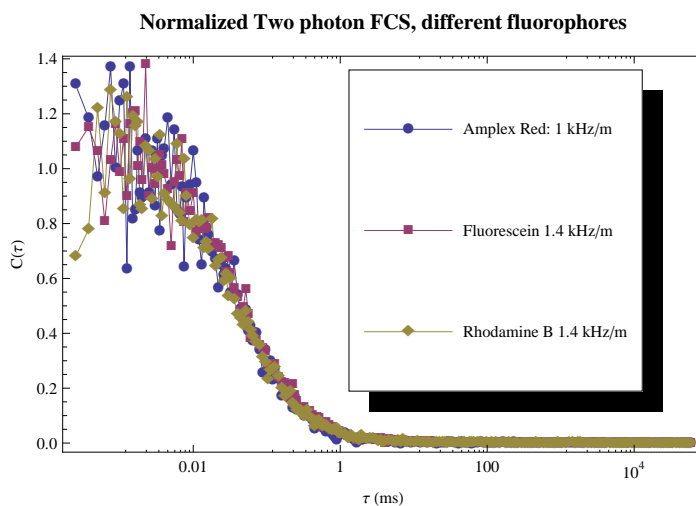 Normalized Two photon FCS, different fluorophores
1.4
1.2
1.0
0.8
0.6
0.4
0.2
0.0
C(τ)
0.01
1
100
10^4
τ (ms)
Amplex Red: 1 kHz/m
Fluorescein 1.4 kHz/m
Rhodamine B 1.4 kHz/m